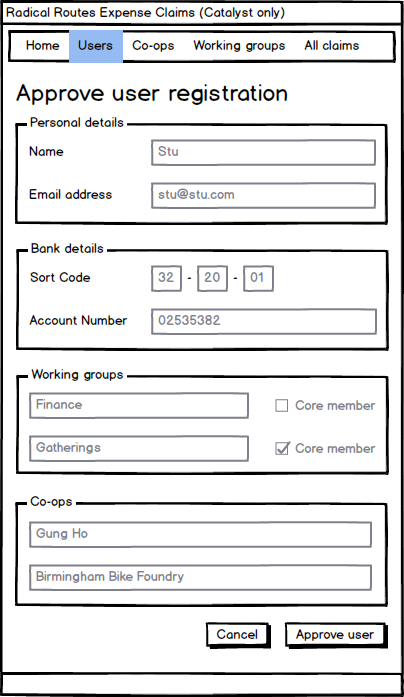 Radical Routes Expense Claims (Catalyst only)
Home Users Co-ops Working groups All claims
Approve user registration
Personal details
Name Stu
Email address stu@stu.com
Bank details
Sort Code 32 - 20 - 01
Account Number 02535382
Working groups
Finance Core member
Gatherings Core member
Co-ops
Gung Ho
Birmingham Bike Foundry
Cancel Approve user